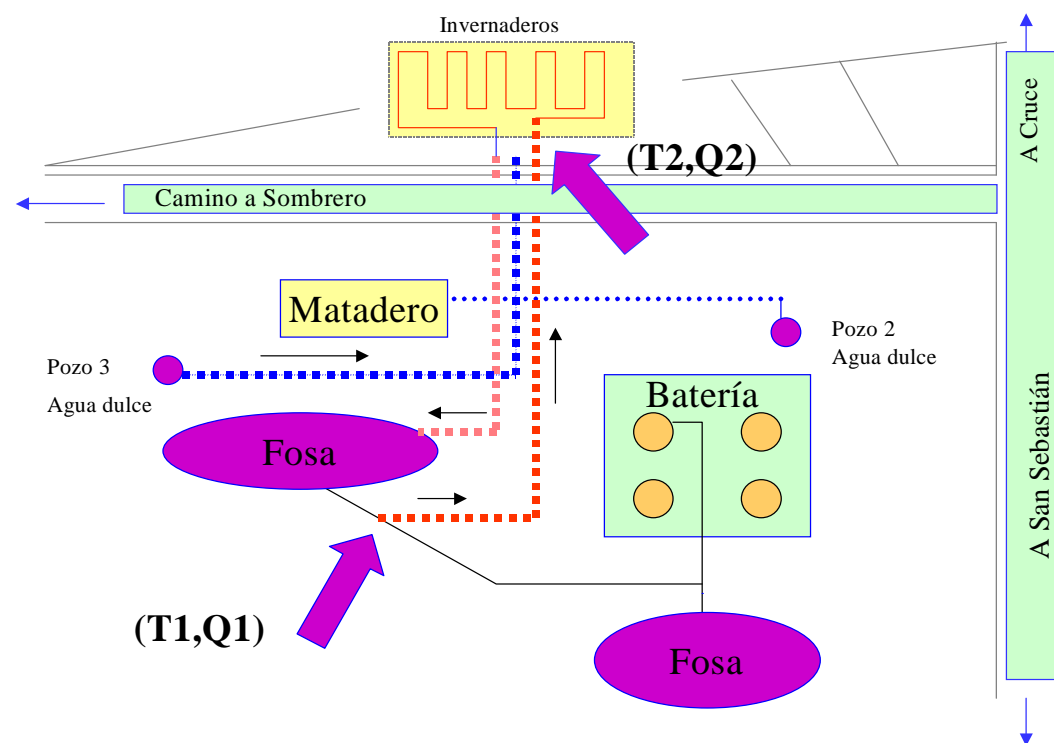 Invernaderos
A Cruce
(T2,Q2)
Camino a Sombrero
Matadero
Pozo 2
Agua dulce
Pozo 3
Agua dulce
Batería
Fosa
A San Sebastián
(T1,Q1)
Fosa